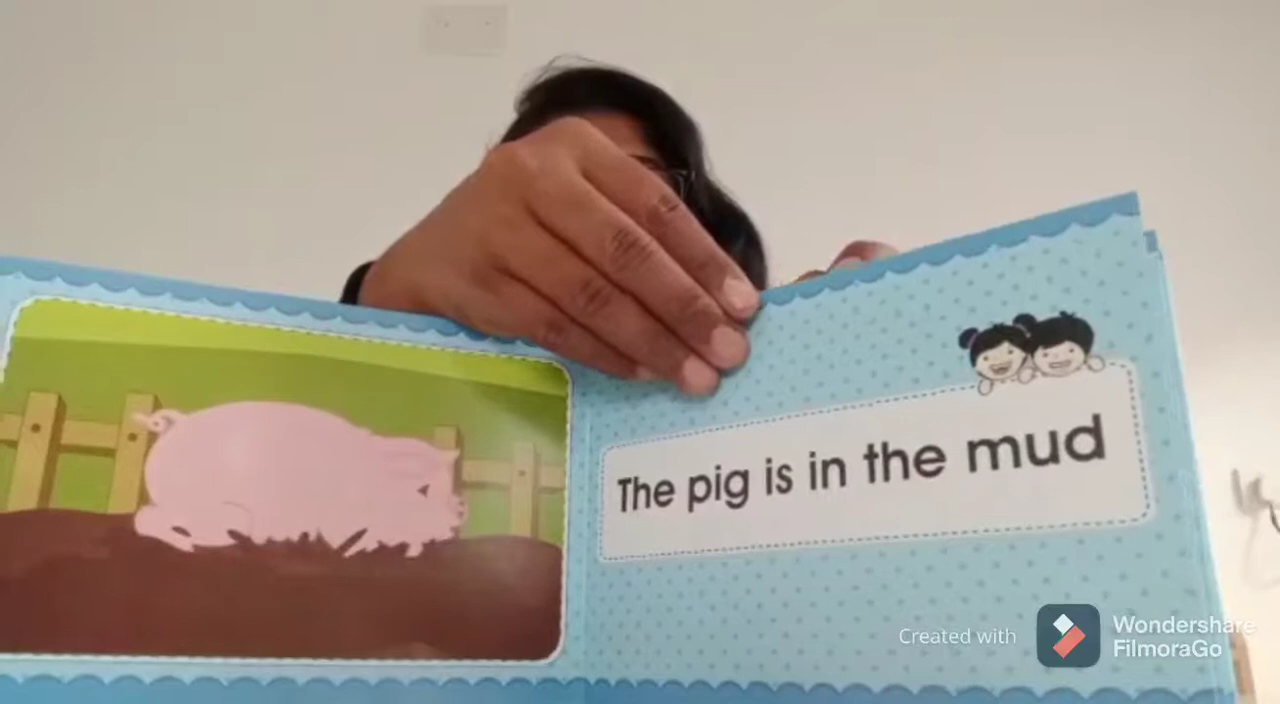 The pig is in the mud
Created with
Wondershare
FilmoraGo